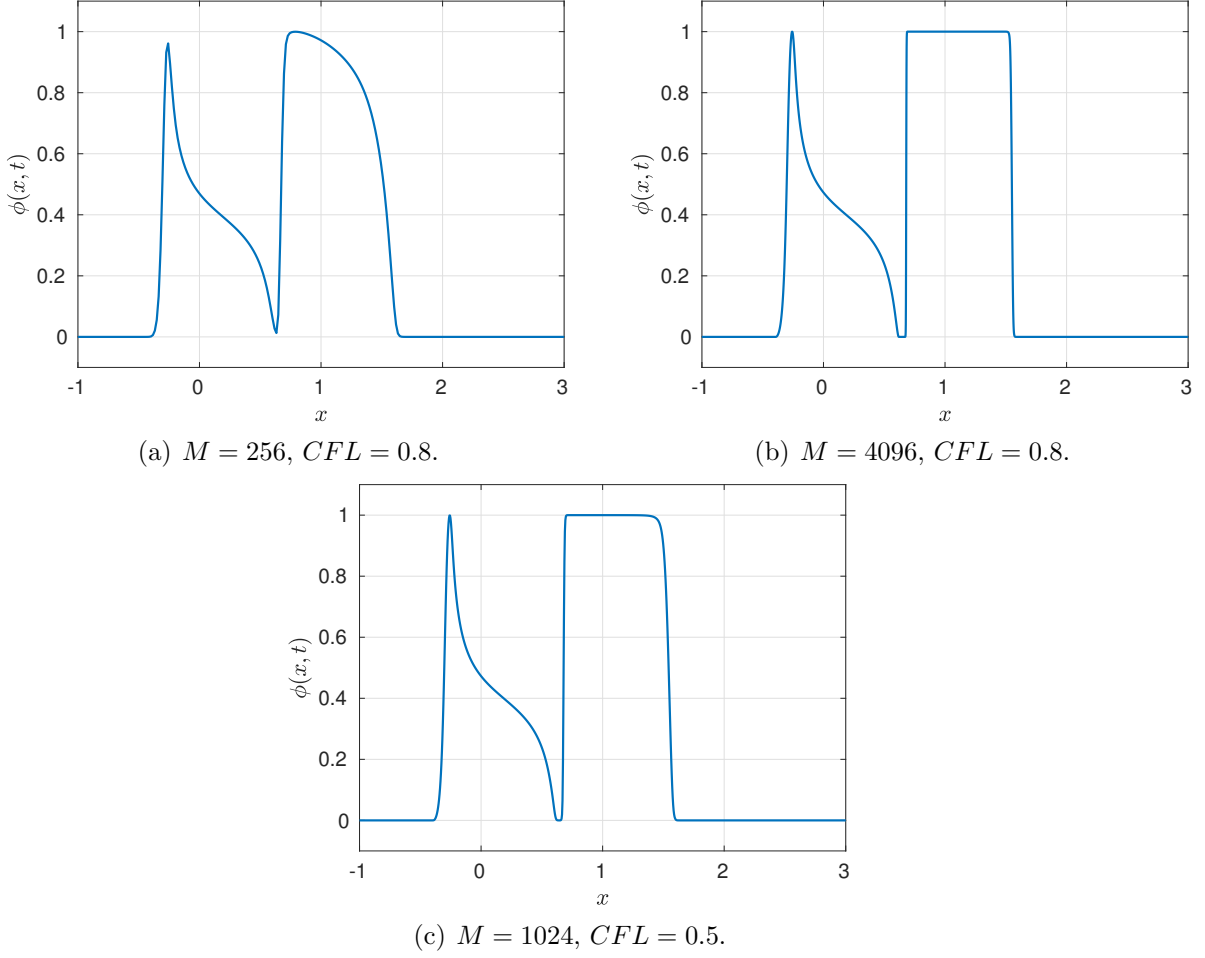 1
0.8
0.6
0.4
0.2
0
ϕ(x, t)
-1 0 1 2 3
x
(a) M = 256, CFL = 0.8.
1
0.8
0.6
0.4
0.2
0
ϕ(x, t)
-1 0 1 2 3
x
(b) M = 4096, CFL = 0.8.
1
0.8
0.6
0.4
0.2
0
ϕ(x, t)
-1 0 1 2 3
x
(c) M = 1024, CFL = 0.5.